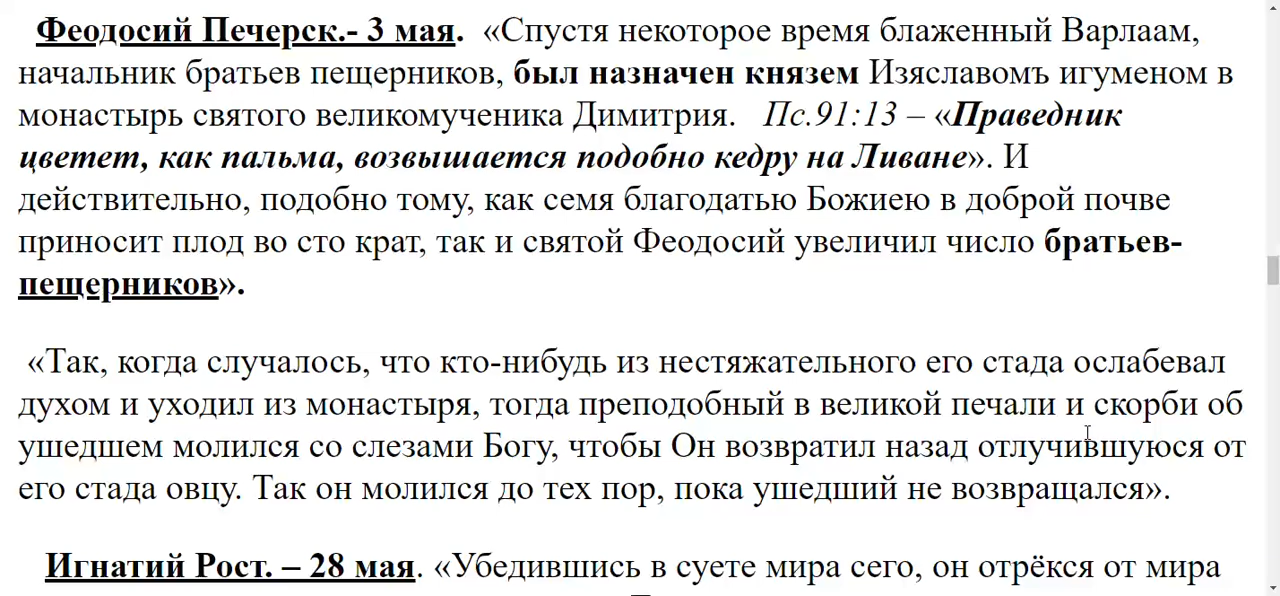 Феодосий Печерск.- 3 мая. «Спустя некоторое время блаженный Варлаам,
начальник братьев пещерников, был назначен князем Изяславомъ игуменом в
монастырь святого великомученика Димитрия. Пс.91:13 – «Праведник
цветет, как пальма, возвышается подобно кедру на Ливане». И
действительно, подобно тому, как семя благодатью Божиею в доброй почве
приносит плод во сто крат, так и святой Феодосий увеличил число братьев-
пещерников».
«Так, когда случалось, что кто-нибудь из нестяжательного его стада ослабевал
духом и уходил из монастыря, тогда преподобный в великой печали и скорби об
ушедшем молился со слезами Богу, чтобы Он возвратил назад отлучившуюся от
его стада овцу. Так он молился до тех пор, пока ушедший не возвращался».
Игнатий Рост. – 28 мая. «Убедившись в суете мира сего, он отрёкся от мира